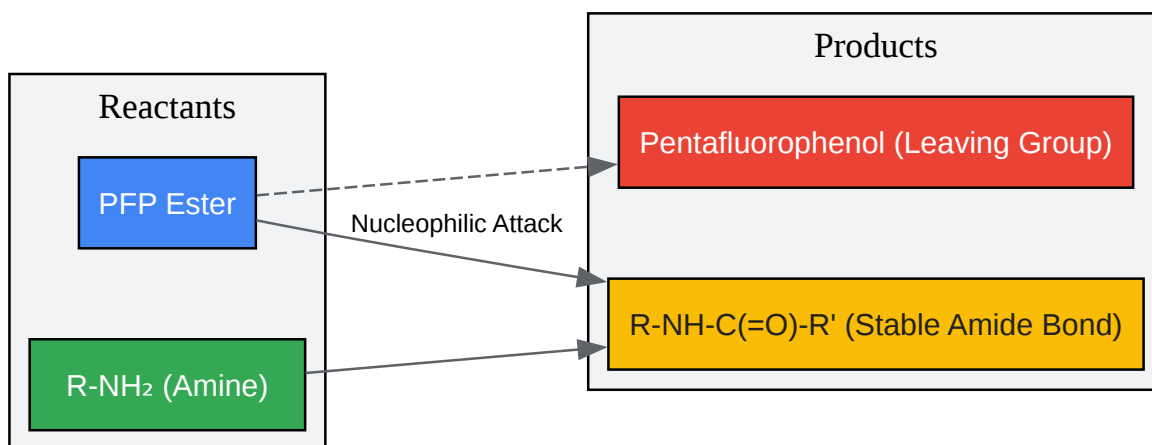 Reactants
PFP Ester
R-NH₂ (Amine)
Nucleophilic Attack
Products
Pentafluorophenol (Leaving Group)
R-NH-C(=O)-R' (Stable Amide Bond)